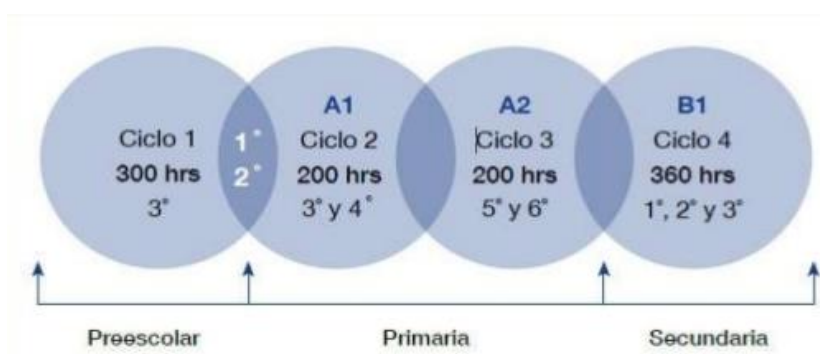 A1
A2
B1
Ciclo 1
1°
Ciclo 2
Ciclo 3
Ciclo 4
300 hrs
2°
200 hrs
200 hrs
360 hrs
3°
3° y 4°
5° y 6°
1°, 2° y 3°
Preescolar
Primaria
Secundaria